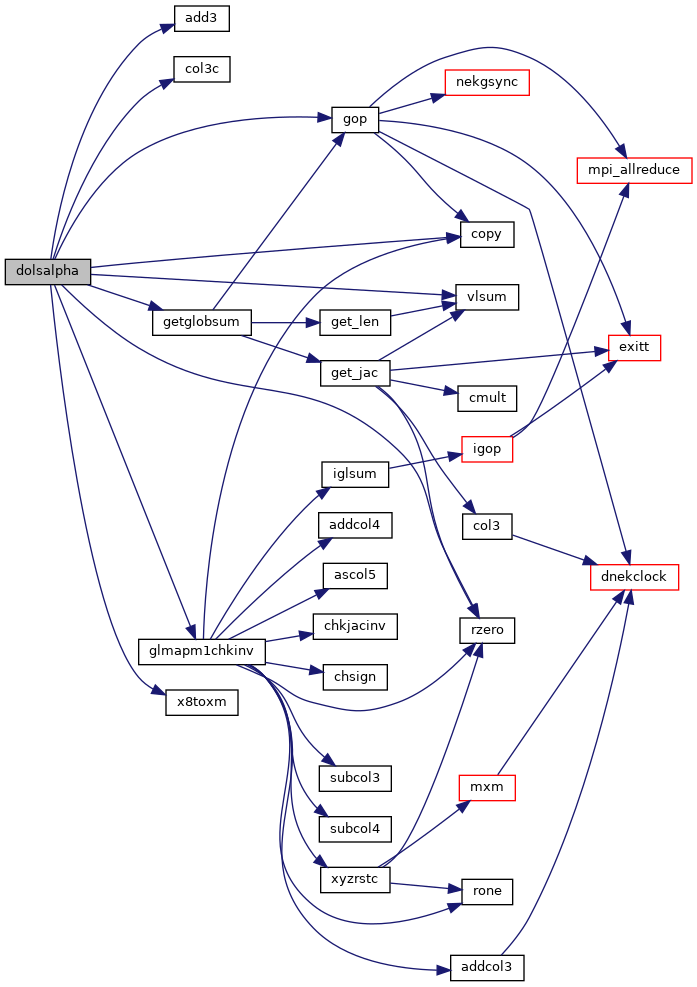 add3
col3c
nekgsync
gop
mpi_allreduce
copy
dolsalpha
vlsum
getglobsum
get_len
exitt
get_jac
cmult
igop
iglsum
addcol4
col3
ascol5
dnekclock
chkjacinv
rzero
glmapm1chkinv
chsign
x8toxm
subcol3
mxm
subcol4
xyzrstc
rone
addcol3